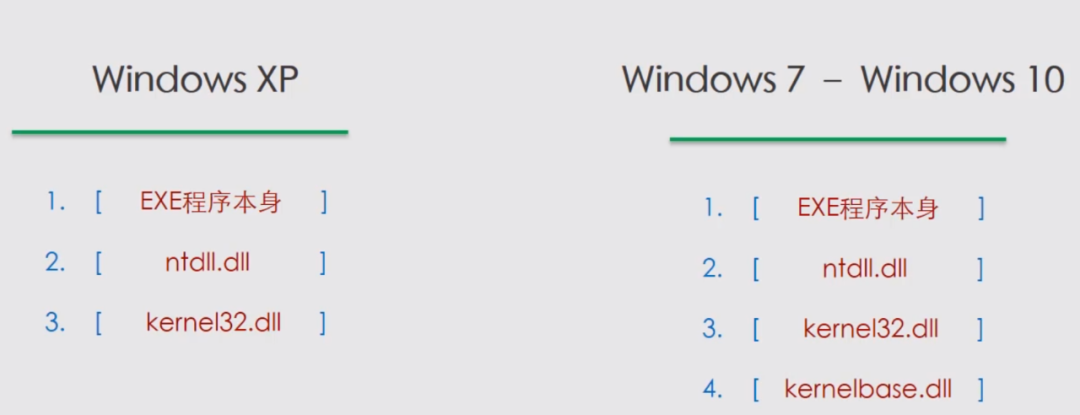 Windows XP
1. [ EXE程序本身 ]
2. [ ntdll.dll ]
3. [ kernel32.dll ]
Windows 7 – Windows 10
1. [ EXE程序本身 ]
2. [ ntdll.dll ]
3. [ kernel32.dll ]
4. [ kernelbase.dll ]